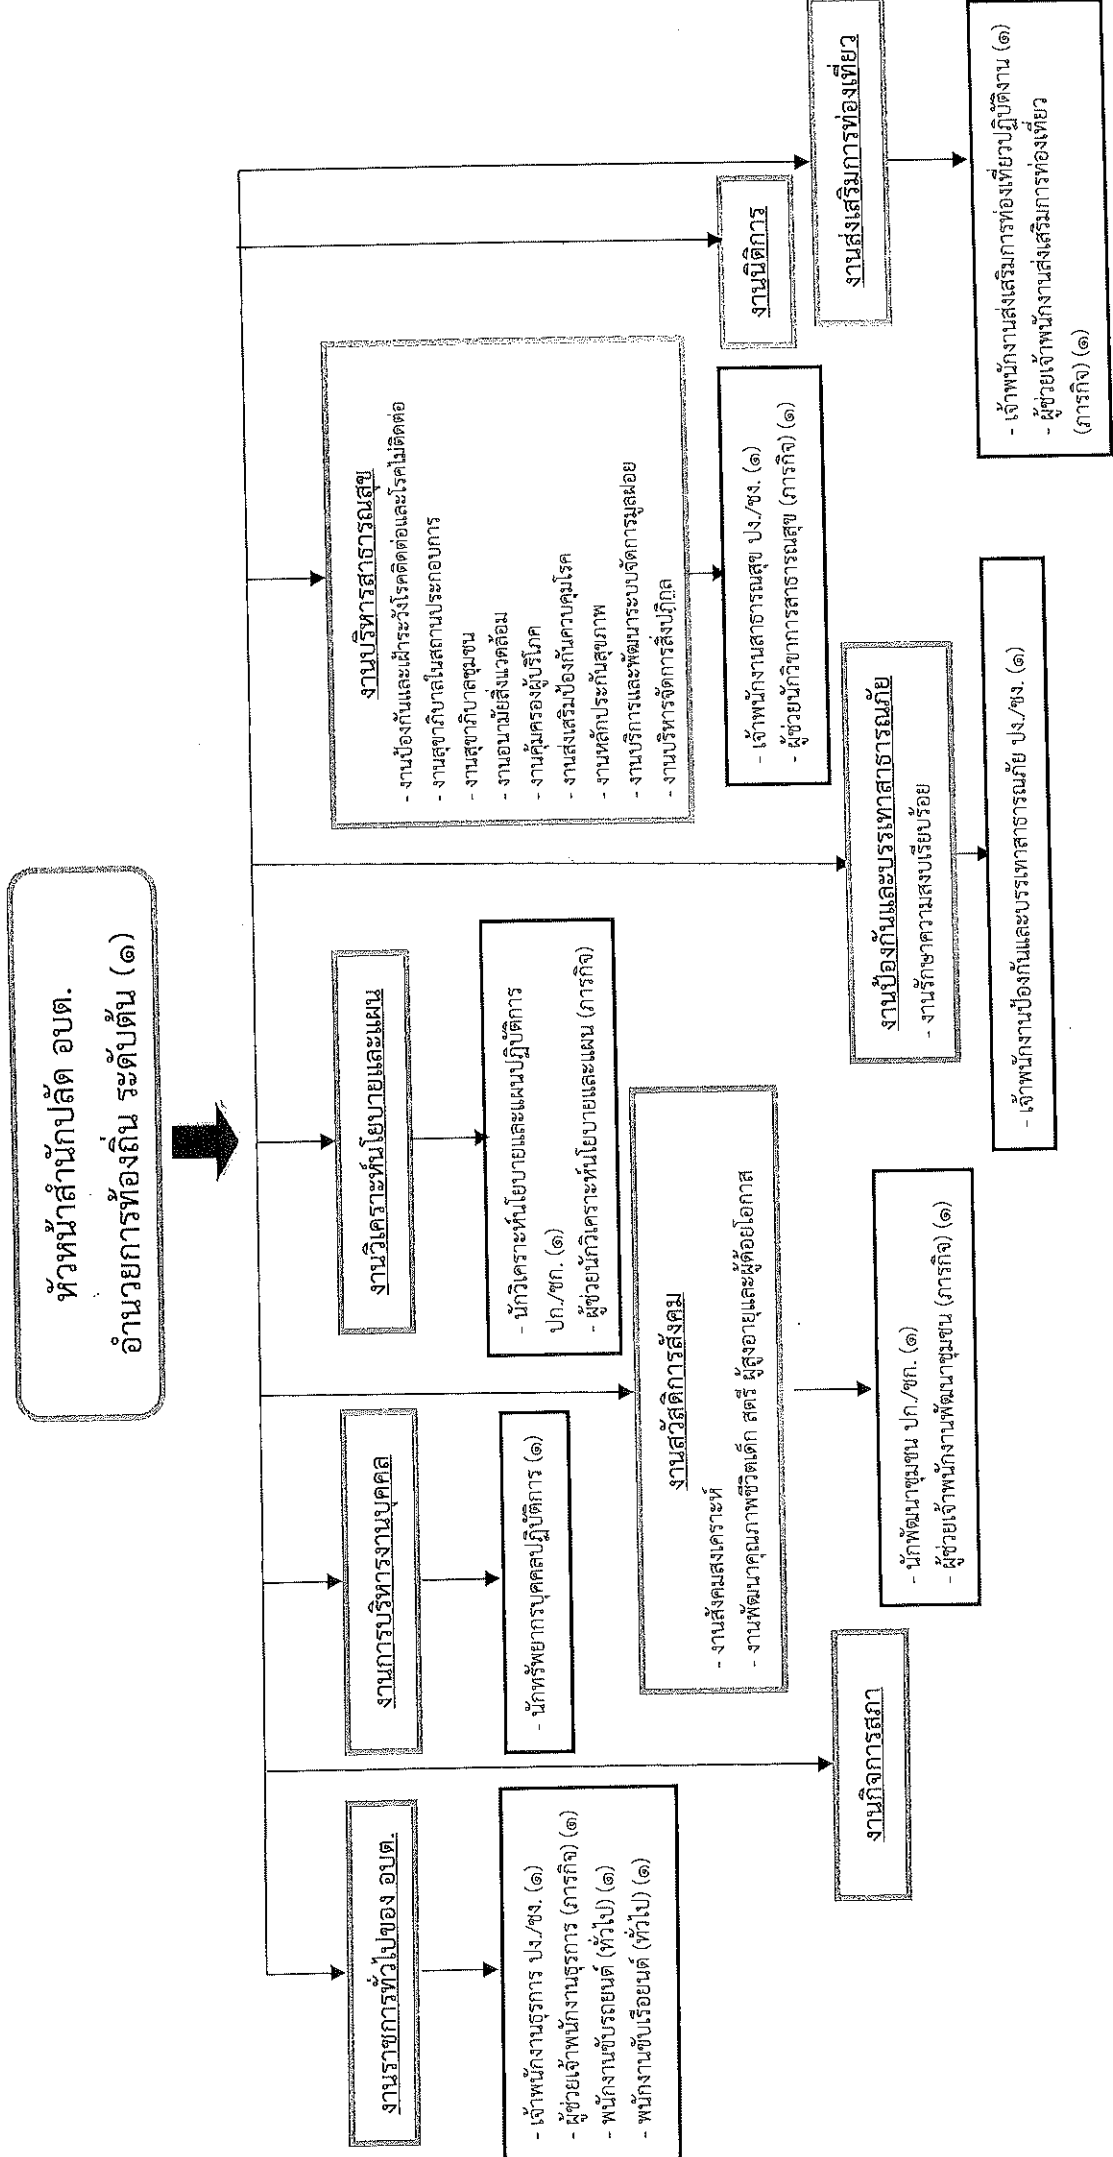 หัวหน้าสำนักปลัด อบต.
อำนวยการท้องถิ่น ระดับต้น (๑)
งานราชการทั่วไปของ อบต.
- เจ้าพนักงานธุรการ ปง./ชง. (๑)
- ผู้ช่วยเจ้าพนักงานธุรการ (ภารกิจ) (๑)
- พนักงานขับรถยนต์ (ทั่วไป) (๑)
- พนักงานขับเรือยนต์ (ทั่วไป) (๑)
งานกิจการสภา
งานการบริหารงานบุคคล
- นักทรัพยากรบุคคลปฏิบัติการ (๑)
งานสวัสดิการสังคม
- งานสังคมสงเคราะห์
- งานพัฒนาคุณภาพชีวิตเด็ก สตรี ผู้สูงอายุและผู้ด้อยโอกาส
- นักพัฒนาชุมชน ปก./ชก. (๑)
- ผู้ช่วยเจ้าพนักงานพัฒนาชุมชน (ภารกิจ) (๑)
งานวิเคราะห์นโยบายและแผน
- นักวิเคราะห์นโยบายและแผนปฏิบัติการ
ปก./ชก. (๑)
- ผู้ช่วยนักวิเคราะห์นโยบายและแผน (ภารกิจ)
งานป้องกันและบรรเทาสาธารณภัย
- งานรักษาความสงบเรียบร้อย
- เจ้าพนักงานป้องกันและบรรเทาสาธารณภัย ปง./ชง. (๑)
งานบริหารสาธารณสุข
- งานป้องกันและเฝ้าระวังโรคติดต่อและโรคไม่ติดต่อ
- งานสุขาภิบาลในสถานประกอบการ
- งานสุขาภิบาลชุมชน
- งานอนามัยสิ่งแวดล้อม
- งานคุ้มครองผู้บริโภค
- งานส่งเสริมป้องกันควบคุมโรค
- งานหลักประกันสุขภาพ
- งานบริการและพัฒนาระบบจัดการมูลฝอย
- งานบริหารจัดการสิ่งปฏิกูล
- เจ้าพนักงานสาธารณสุข ปง./ชง. (๑)
- ผู้ช่วยนักวิชาการสาธารณสุข (ภารกิจ) (๑)
งานนิติการ
งานส่งเสริมการท่องเที่ยว
- เจ้าพนักงานส่งเสริมการท่องเที่ยวปฏิบัติงาน (๑)
- ผู้ช่วยเจ้าพนักงานส่งเสริมการท่องเที่ยว
(ภารกิจ) (๑)